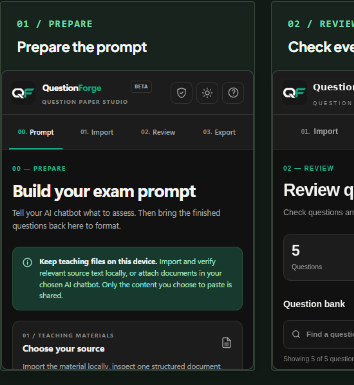 01 / PREPARE
Prepare the prompt
QF QuestionForge BETA
QUESTION PAPER STUDIO
00. Prompt 01. Import 02. Review 03. Export
00 — PREPARE
Build your exam prompt
Tell your AI chatbot what to assess. Then bring the finished
questions back here to format.
Keep teaching files on this device. Import and verify
relevant source text locally, or attach documents in your
chosen AI chatbot. Only the content you choose to paste is
shared.
01 / TEACHING MATERIALS
Choose your source
Import the material locally, inspect one structured document.
02 / REVIEW
Check eve
QF Question
QUESTION
01. Import
02 — REVIEW
Review q
Check questions an
5
Questions
Question bank
Find a questi
Showing 5 of 5 question